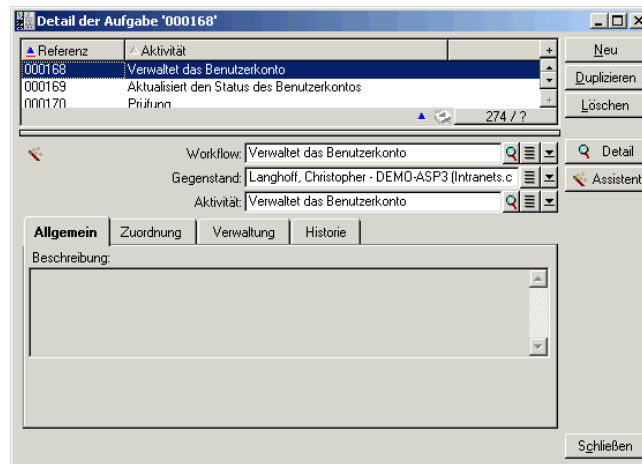 Detail der Aufgabe '000168'
Referenz Aktivität
Neu
000168 Verwaltet das Benutzerkonto
000169 Aktualisiert den Status des Benutzerkontos
Duplizieren
000170 Prüfung
Löschen
274 / ?
Workflow: Verwaltet das Benutzerkonto
Detail
Gegenstand: Langhoff, Christopher - DEMO-ASP3 (Intranets.c
Assistent
Aktivität: Verwaltet das Benutzerkonto
Allgemein Zuordnung Verwaltung Historie
Beschreibung:
Schließen